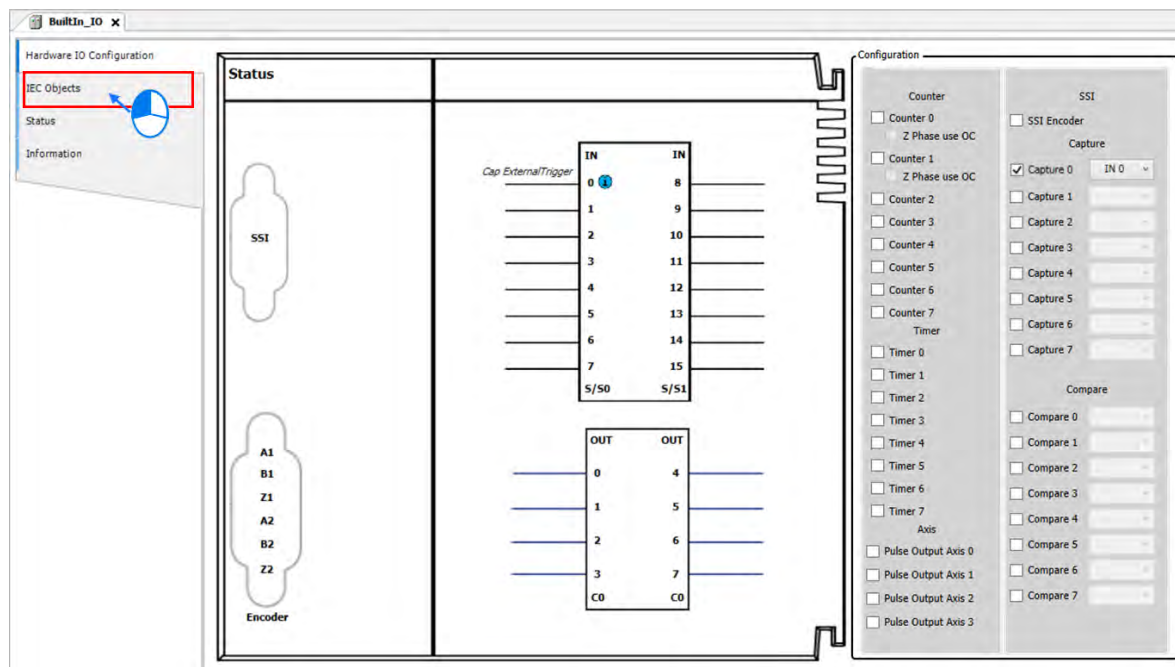 BuiltIn_IO x
Hardware IO Configuration
IEC Objects
Status
Information
Status
SSI
A1
B1
Z1
A2
B2
Z2
Encoder
Cap ExternalTrigger
IN IN
0 8
1 9
2 10
3 11
4 12
5 13
6 14
7 15
S/S0 S/S1
OUT OUT
0 4
1 5
2 6
3 7
C0 C0
Configuration
Counter
Counter 0
Z Phase use OC
Counter 1
Z Phase use OC
Counter 2
Counter 3
Counter 4
Counter 5
Counter 6
Counter 7
Timer
Timer 0
Timer 1
Timer 2
Timer 3
Timer 4
Timer 5
Timer 6
Timer 7
Axis
Pulse Output Axis 0
Pulse Output Axis 1
Pulse Output Axis 2
Pulse Output Axis 3
SSI
SSI Encoder
Capture
Capture 0 IN 0
Capture 1
Capture 2
Capture 3
Capture 4
Capture 5
Capture 6
Capture 7
Compare
Compare 0
Compare 1
Compare 2
Compare 3
Compare 4
Compare 5
Compare 6
Compare 7